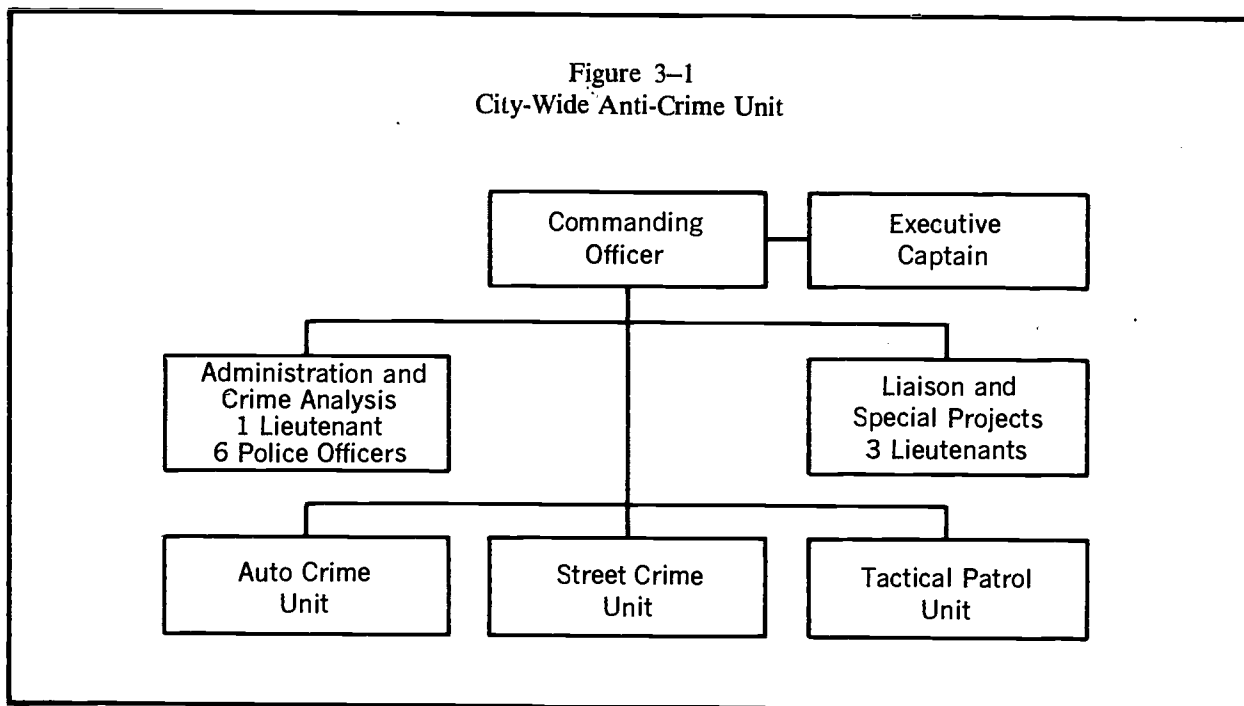 Figure 3–1
City-Wide Anti-Crime Unit
Commanding
Officer
Executive
Captain
Administration and
Crime Analysis
1 Lieutenant
6 Police Officers
Liaison and
Special Projects
3 Lieutenants
Auto Crime
Unit
Street Crime
Unit
Tactical Patrol
Unit